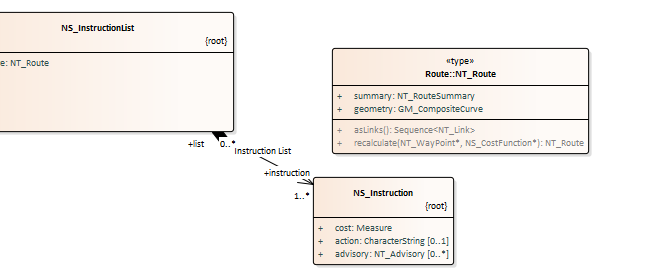 NS_InstructionList
{root}
e: NT_Route
+list 0..*
Instruction List
+instruction
1..*
«type»
Route::NT_Route
+ summary: NT_RouteSummary
+ geometry: GM_CompositeCurve
+ asLinks(): Sequence<NT_Link>
+ recalculate(NT_WayPoint*, NS_CostFunction*): NT_Route
NS_Instruction
{root}
+ cost: Measure
+ action: CharacterString [0..1]
+ advisory: NT_Advisory [0..*]